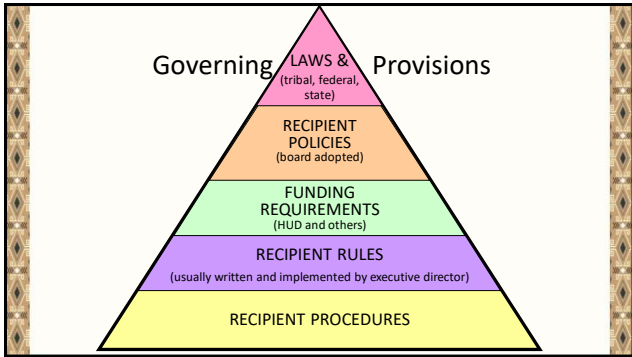 Governing Provisions
LAWS &
(tribal, federal,
state)
RECIPIENT
POLICIES
(board adopted)
FUNDING
REQUIREMENTS
(HUD and others)
RECIPIENT RULES
(usually written and implemented by executive director)
RECIPIENT PROCEDURES